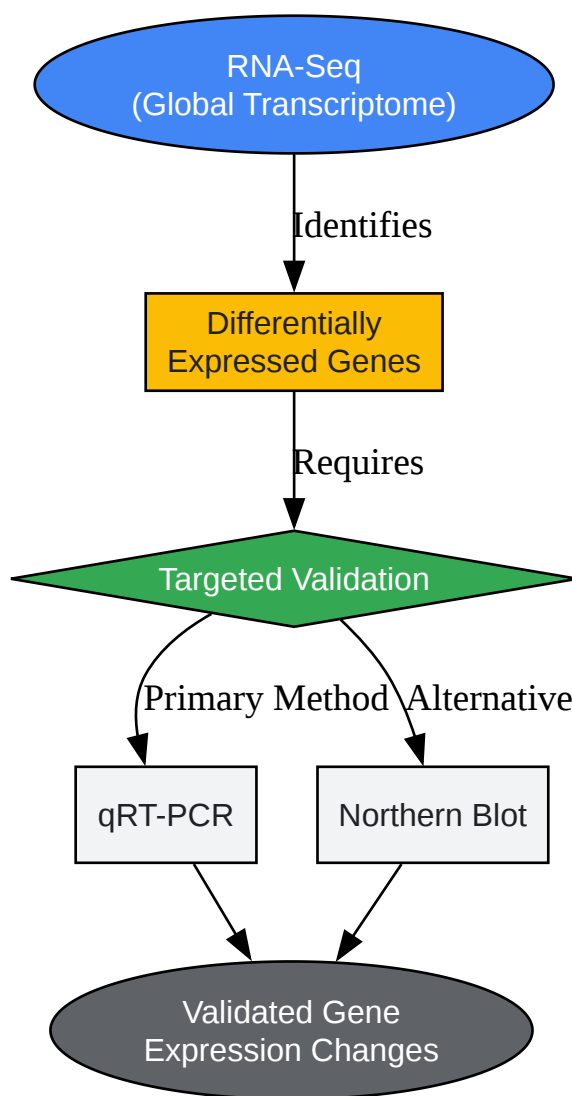 RNA-Seq
(Global Transcriptome)
Identifies
Differentially
Expressed Genes
Requires
Targeted Validation
Primary Method
Alternative
qRT-PCR
Northern Blot
Validated Gene
Expression Changes